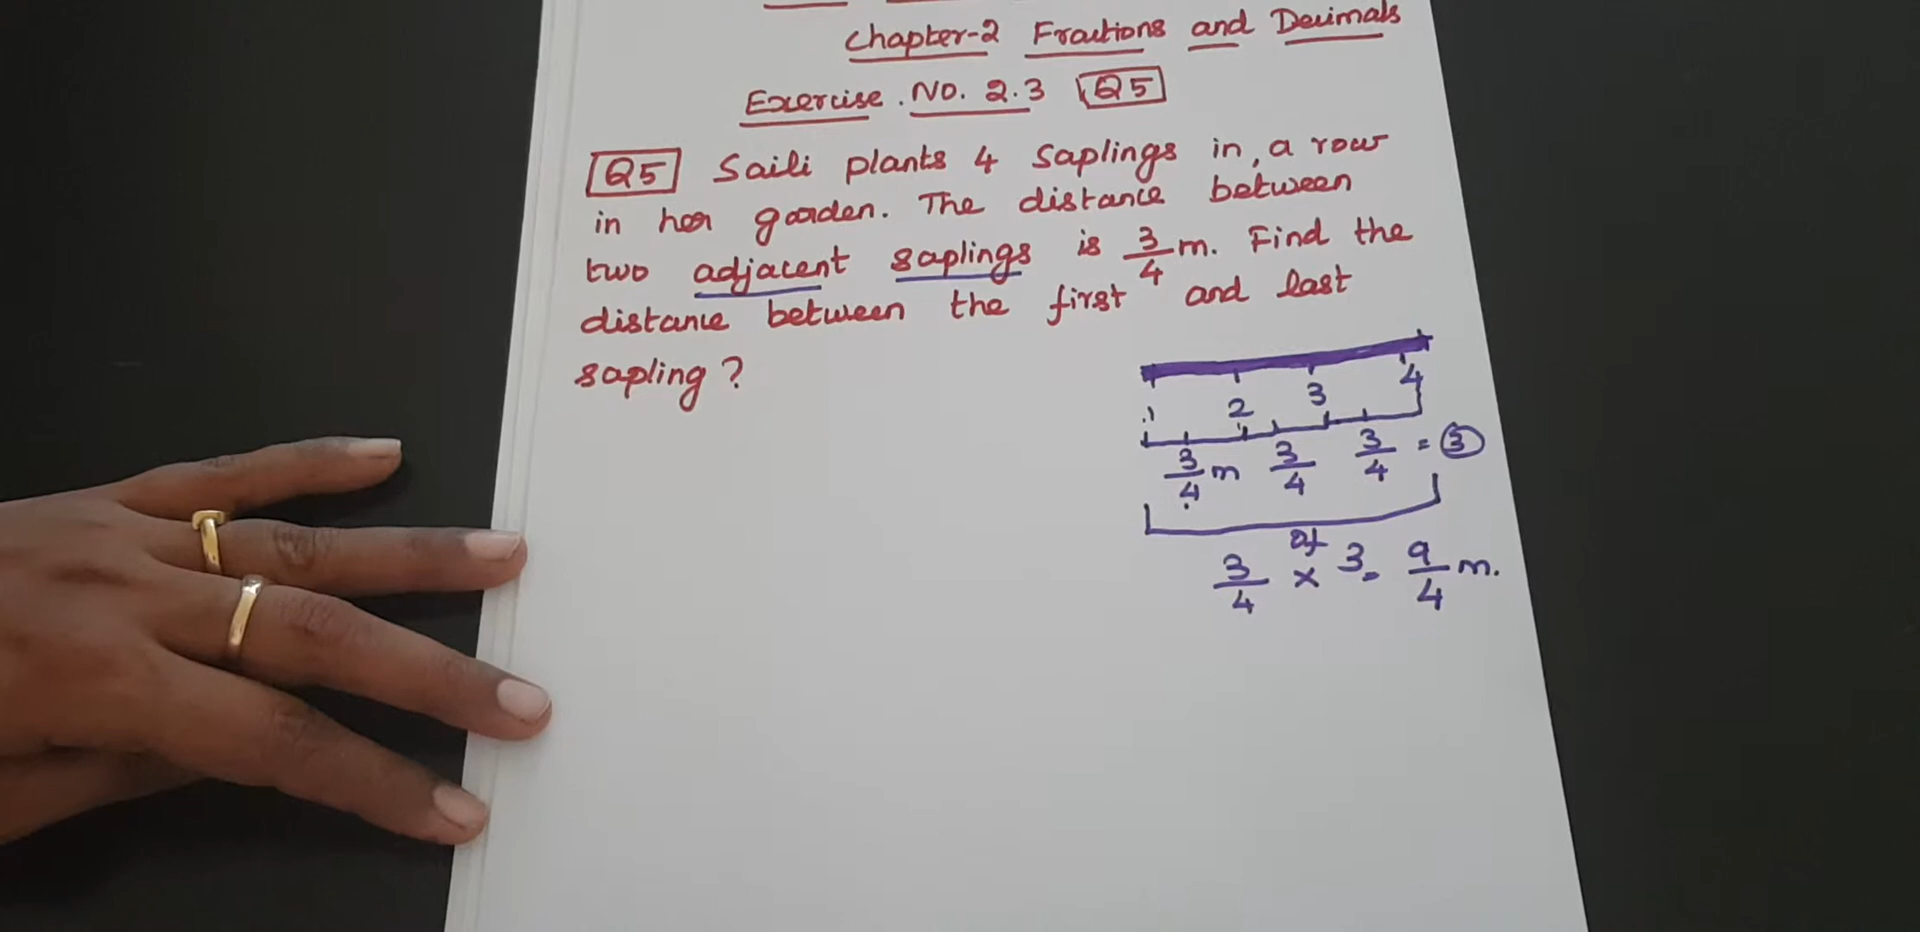 Chapter-2 Fractions and Decimals
Exercise. No. 2.3 Q5
Q5 Saili plants 4 saplings in, a row
in her garden. The distance between
two adjacent saplings is 3/4 m. Find the
distance between the first and last
sapling?
1 2 3 4
3/4 m 3/4 3/4 = 3
of
3/4 × 3 = 9/4 m.